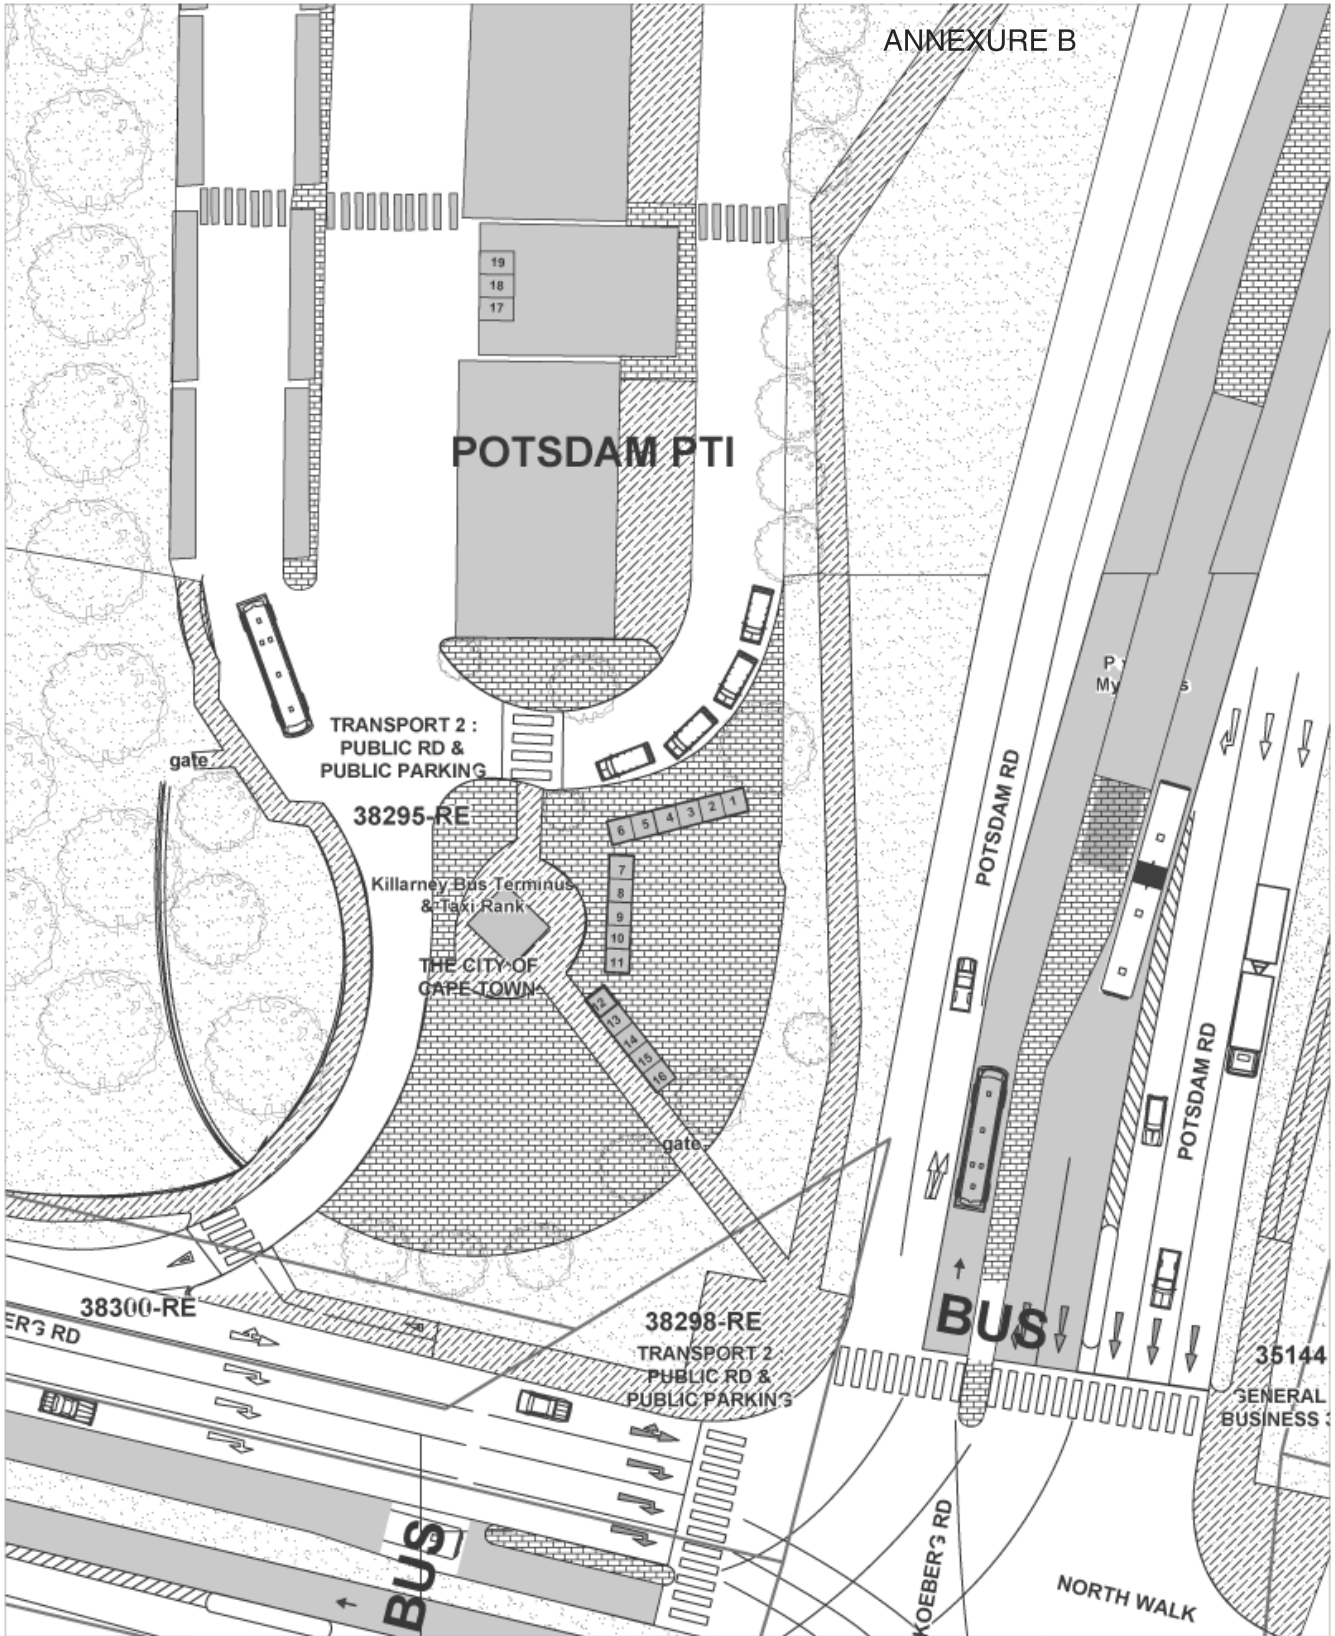 ANNEXURE B
19
18
17
POTSDAM PTI
TRANSPORT 2 :
PUBLIC RD &
PUBLIC PARKING
gate
38295-RE
6 5 4 3 2 1
7
8
9
10
11
Killarney Bus Terminus
& Taxi Rank
THE CITY OF
CAPE TOWN
12
13
14
15
16
gate
POTSDAM RD
POTSDAM RD
BUS
38300-RE
38298-RE
TRANSPORT 2 :
PUBLIC RD &
PUBLIC PARKING
35144
GENERAL
BUSINESS
BUS
KOEBERG RD
NORTH WALK